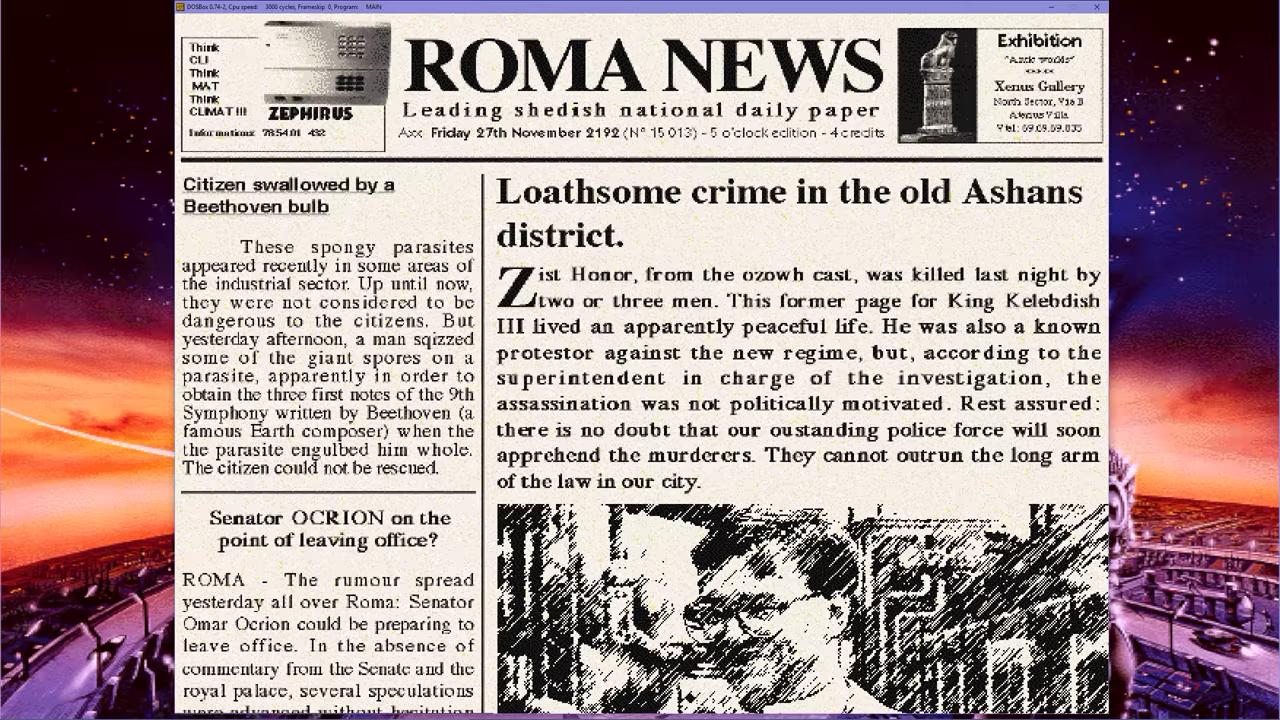 DOSBox 0.74-2, Cpu speed: 3000 cycles, Frameskip 0, Program: MAIN
Think
CLI
Think
MAT
Think
CLIMAT !!!
ZEPHIRUS
Informations: 78 54 01 432
ROMA NEWS
Leading shedish national daily paper
Friday 27th November 2192 (N° 15 013) - 5 o'clock edition - 4 credits
Exhibition
Xenus Gallery
North Sector, Via B
Citizen swallowed by a
Beethoven bulb
These spongy parasites
appeared recently in some areas of
the industrial sector. Up until now,
they were not considered to be
dangerous to the citizens. But
yesterday afternoon, a man sqizzed
some of the giant spores on a
parasite, apparently in order to
obtain the three first notes of the 9th
Symphony written by Beethoven (a
famous Earth composer) when the
the parasite engulbed him whole.
The citizen could not be rescued.
Senator OCRION on the
point of leaving office?
ROMA - The rumour spread
yesterday all over Roma: Senator
Omar Ocrion could be preparing to
leave office. In the absence of
commentary from the Senate and the
royal palace, several speculations
were advanced without hesitation
Loathsome crime in the old Ashans
district.
Zist Honor, from the ozowh cast, was killed last night by
two or three men. This former page for King Kelebdish
III lived an apparently peaceful life. He was also a known
protestor against the new regime, but, according to the
superintendent in charge of the investigation, the
assassination was not politically motivated. Rest assured:
there is no doubt that our oustanding police force will soon
apprehend the murderers. They cannot outrun the long arm
of the law in our city.